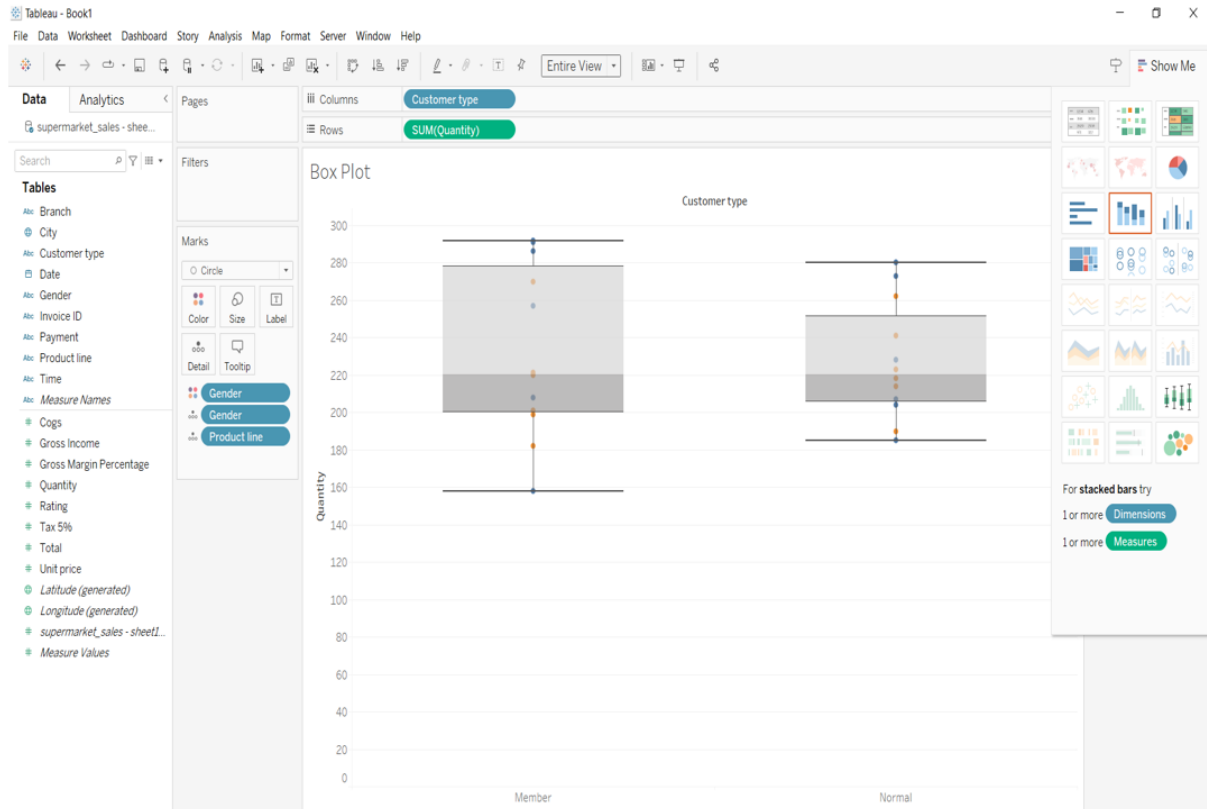 Tableau - Book1
File Data Worksheet Dashboard Story Analysis Map Format Server Window Help
Entire View
Show Me
Data Analytics
supermarket_sales - shee...
Search
Tables
Branch
City
Customer type
Date
Gender
Invoice ID
Payment
Product line
Time
Measure Names
Cogs
Gross Income
Gross Margin Percentage
Quantity
Rating
Tax 5%
Total
Unit price
Latitude (generated)
Longitude (generated)
supermarket_sales - sheet1...
Measure Values
Pages
Filters
Marks
Circle
Color Size Label
Detail Tooltip
Gender
Gender
Product line
Columns Customer type
Rows SUM(Quantity)
Box Plot
Customer type
Quantity
300
280
260
240
220
200
180
160
140
120
100
80
60
40
20
0
Member Normal
For stacked bars try
1 or more Dimensions
1 or more Measures